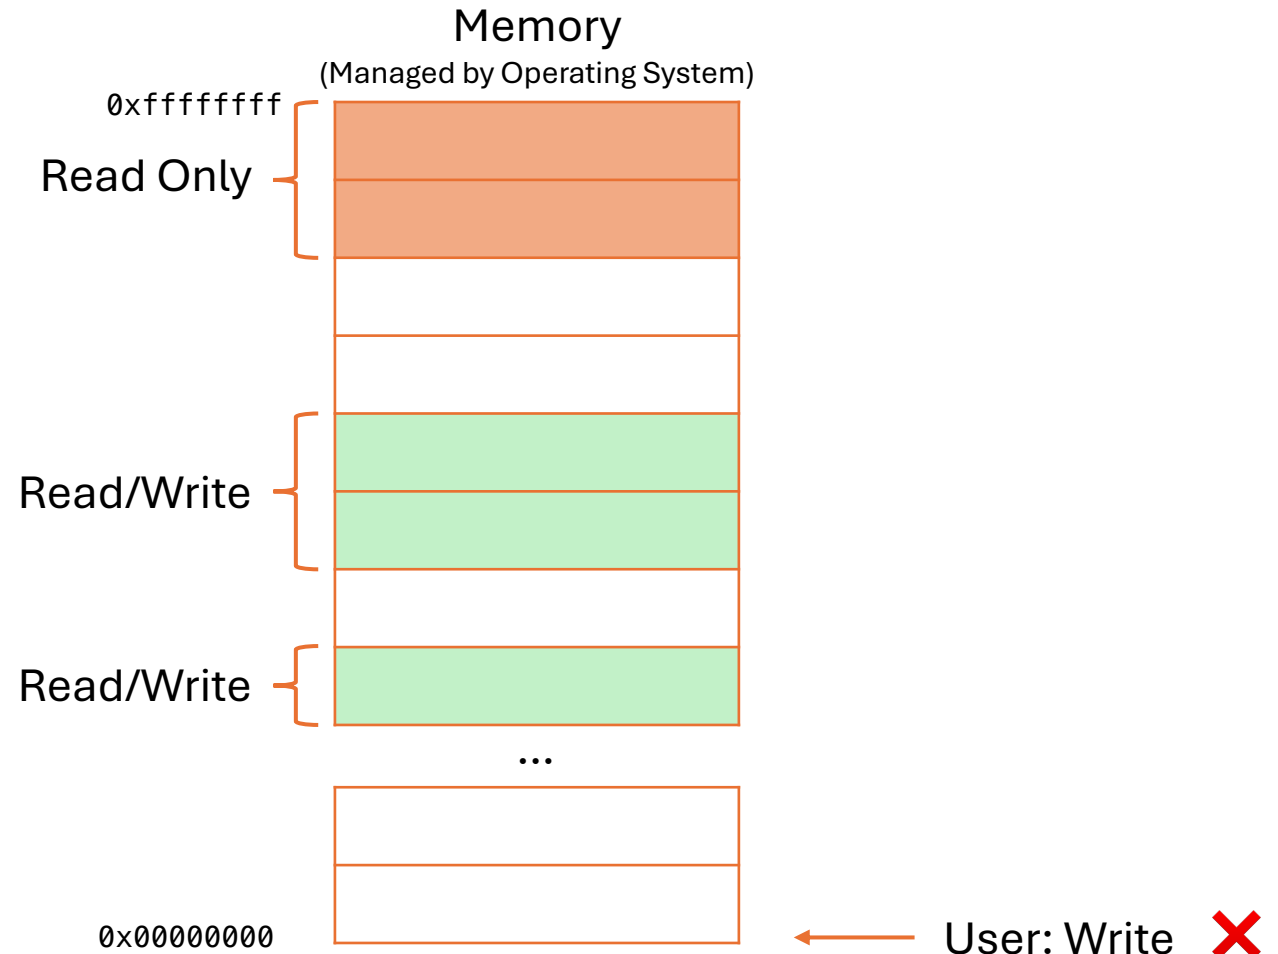 Memory
(Managed by Operating System)
0xffffffff
Read Only
Read/Write
Read/Write
...
0x00000000
User: Write